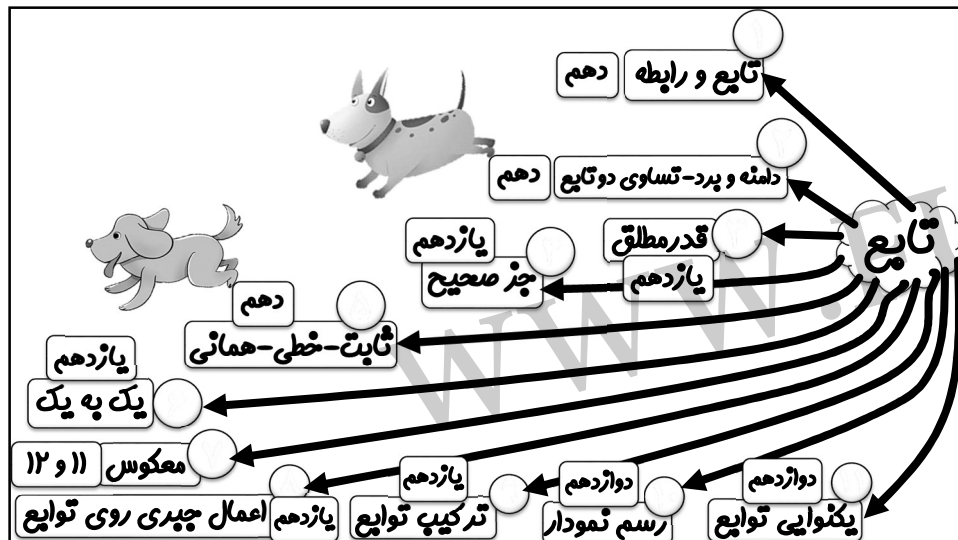 تابع و رابطه
دهم
دامنه و برد-تساوی دو تابع
دهم
تابع
قدرمطلق
یازدهم
یازدهم
جز صحیح
دهم
ثابت-خطی-همانی
یازدهم
یک به یک
معکوس
۱۱ و ۱۲
اعمال جبری روی توابع
یازدهم
یازدهم
ترکیب توابع
دوازدهم
رسم نمودار
دوازدهم
یکنوایی توابع
WWW.